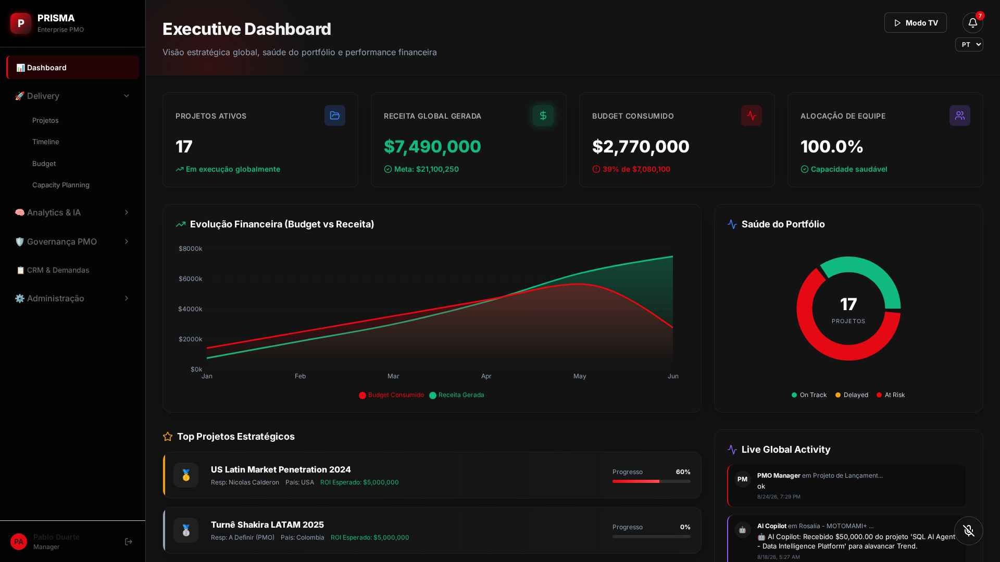 P
PRISMA
Enterprise PMO
📊 Dashboard
🚀 Delivery
Projetos
Timeline
Budget
Capacity Planning
🧠 Analytics & IA
🛡️ Governança PMO
📋 CRM & Demandas
⚙️ Administração
PA
Pablo Duarte
Manager
Executive Dashboard
Visão estratégica global, saúde do portfólio e performance financeira
Modo TV
7
PT
PROJETOS ATIVOS
17
Em execução globalmente
RECEITA GLOBAL GERADA
$7,490,000
Meta: $21,100,250
BUDGET CONSUMIDO
$2,770,000
39% de $7,080,100
ALOCAÇÃO DE EQUIPE
100.0%
Capacidade saudável
Evolução Financeira (Budget vs Receita)
$8000k
$6000k
$4000k
$2000k
$0k
Jan Feb Mar Apr May Jun
Budget Consumido Receita Gerada
Saúde do Portfólio
17
PROJETOS
On Track Delayed At Risk
Top Projetos Estratégicos
US Latin Market Penetration 2024
Resp: Nicolas Calderon País: USA ROI Esperado: $5,000,000
Progresso 60%
Turnê Shakira LATAM 2025
Resp: A Definir (PMO) País: Colombia ROI Esperado: $5,000,000
Progresso 0%
Live Global Activity
PM
PMO Manager em Projeto de Lançament...
ok
8/24/26, 7:29 PM
AI Copilot em Rosalía - MOTOMAMI+ ...
🤖 AI Copilot: Recebido $50,000.00 do projeto 'SQL AI Agent
- Data Intelligence Platform' para alavancar Trend.
8/18/26, 5:27 AM